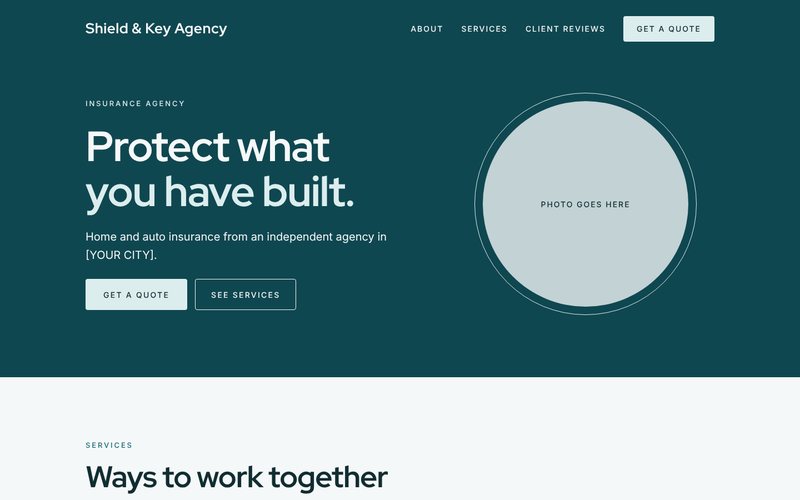 Shield & Key Agency
ABOUT
SERVICES
CLIENT REVIEWS
GET A QUOTE
INSURANCE AGENCY
Protect what
you have built.
Home and auto insurance from an independent agency in
[YOUR CITY].
GET A QUOTE
SEE SERVICES
PHOTO GOES HERE
SERVICES
Ways to work together